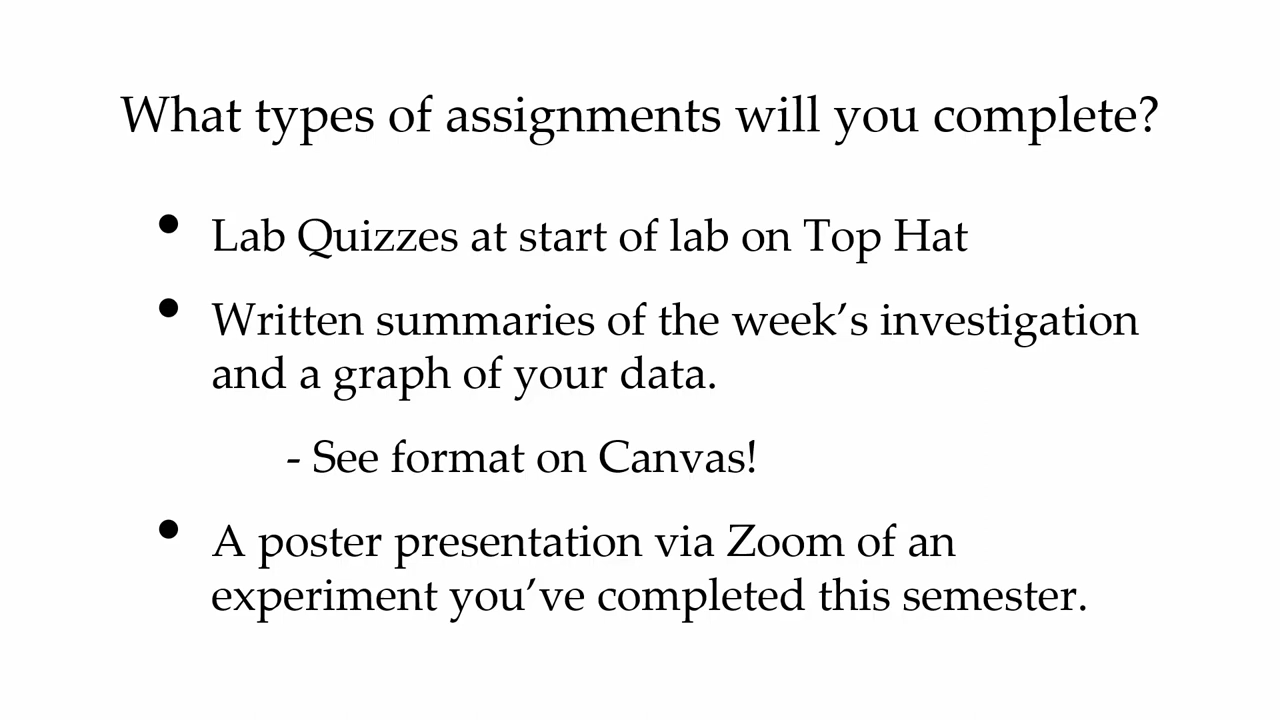 What types of assignments will you complete?
• Lab Quizzes at start of lab on Top Hat
• Written summaries of the week’s investigation
and a graph of your data.
- See format on Canvas!
• A poster presentation via Zoom of an
experiment you’ve completed this semester.